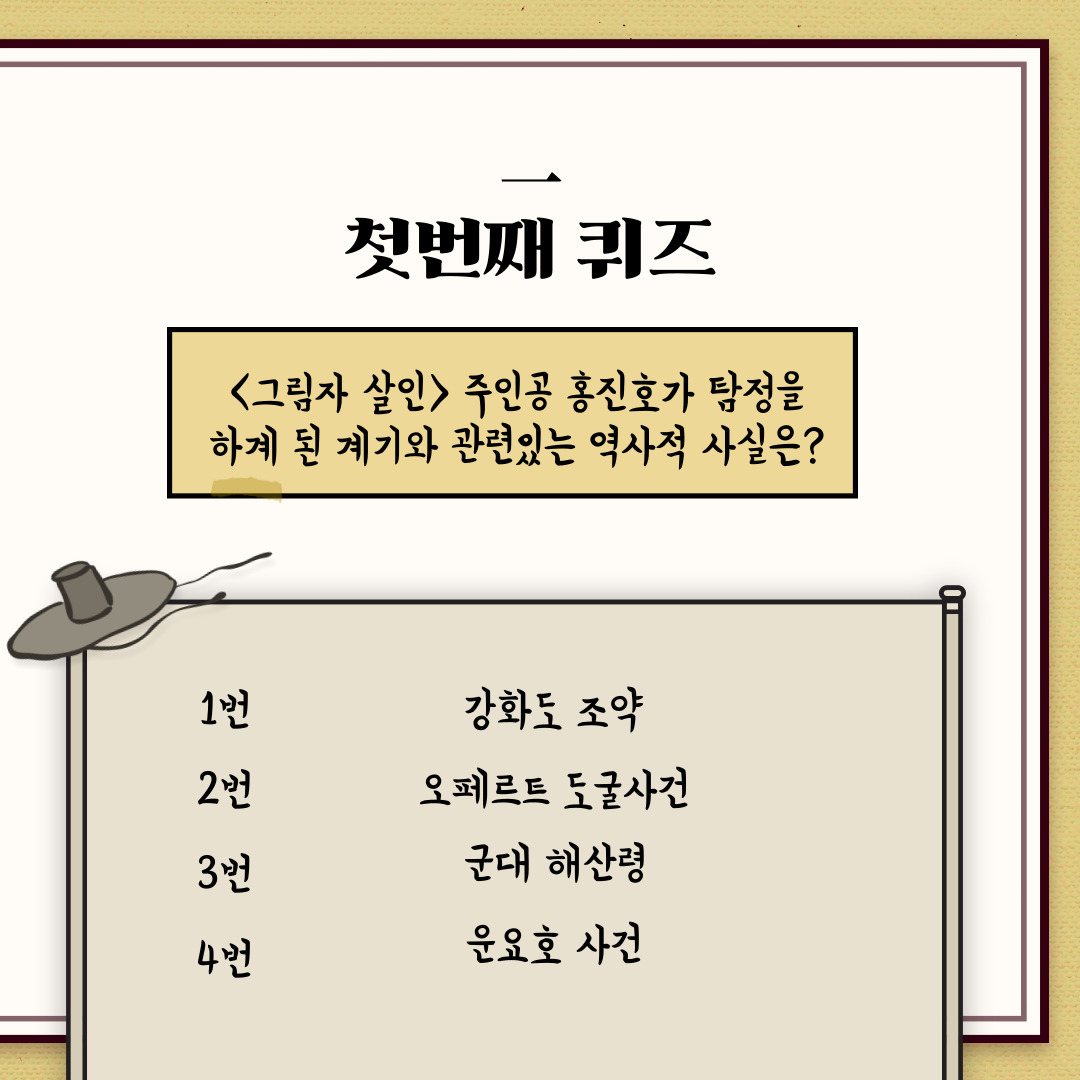 一
첫번째 퀴즈
<그림자 살인> 주인공 홍진호가 탐정을
하계 된 계기와 관련있는 역사적 사실은?
1번 강화도 조약
2번 오페르트 도굴사건
3번 군대 해산령
4번 운요호 사건